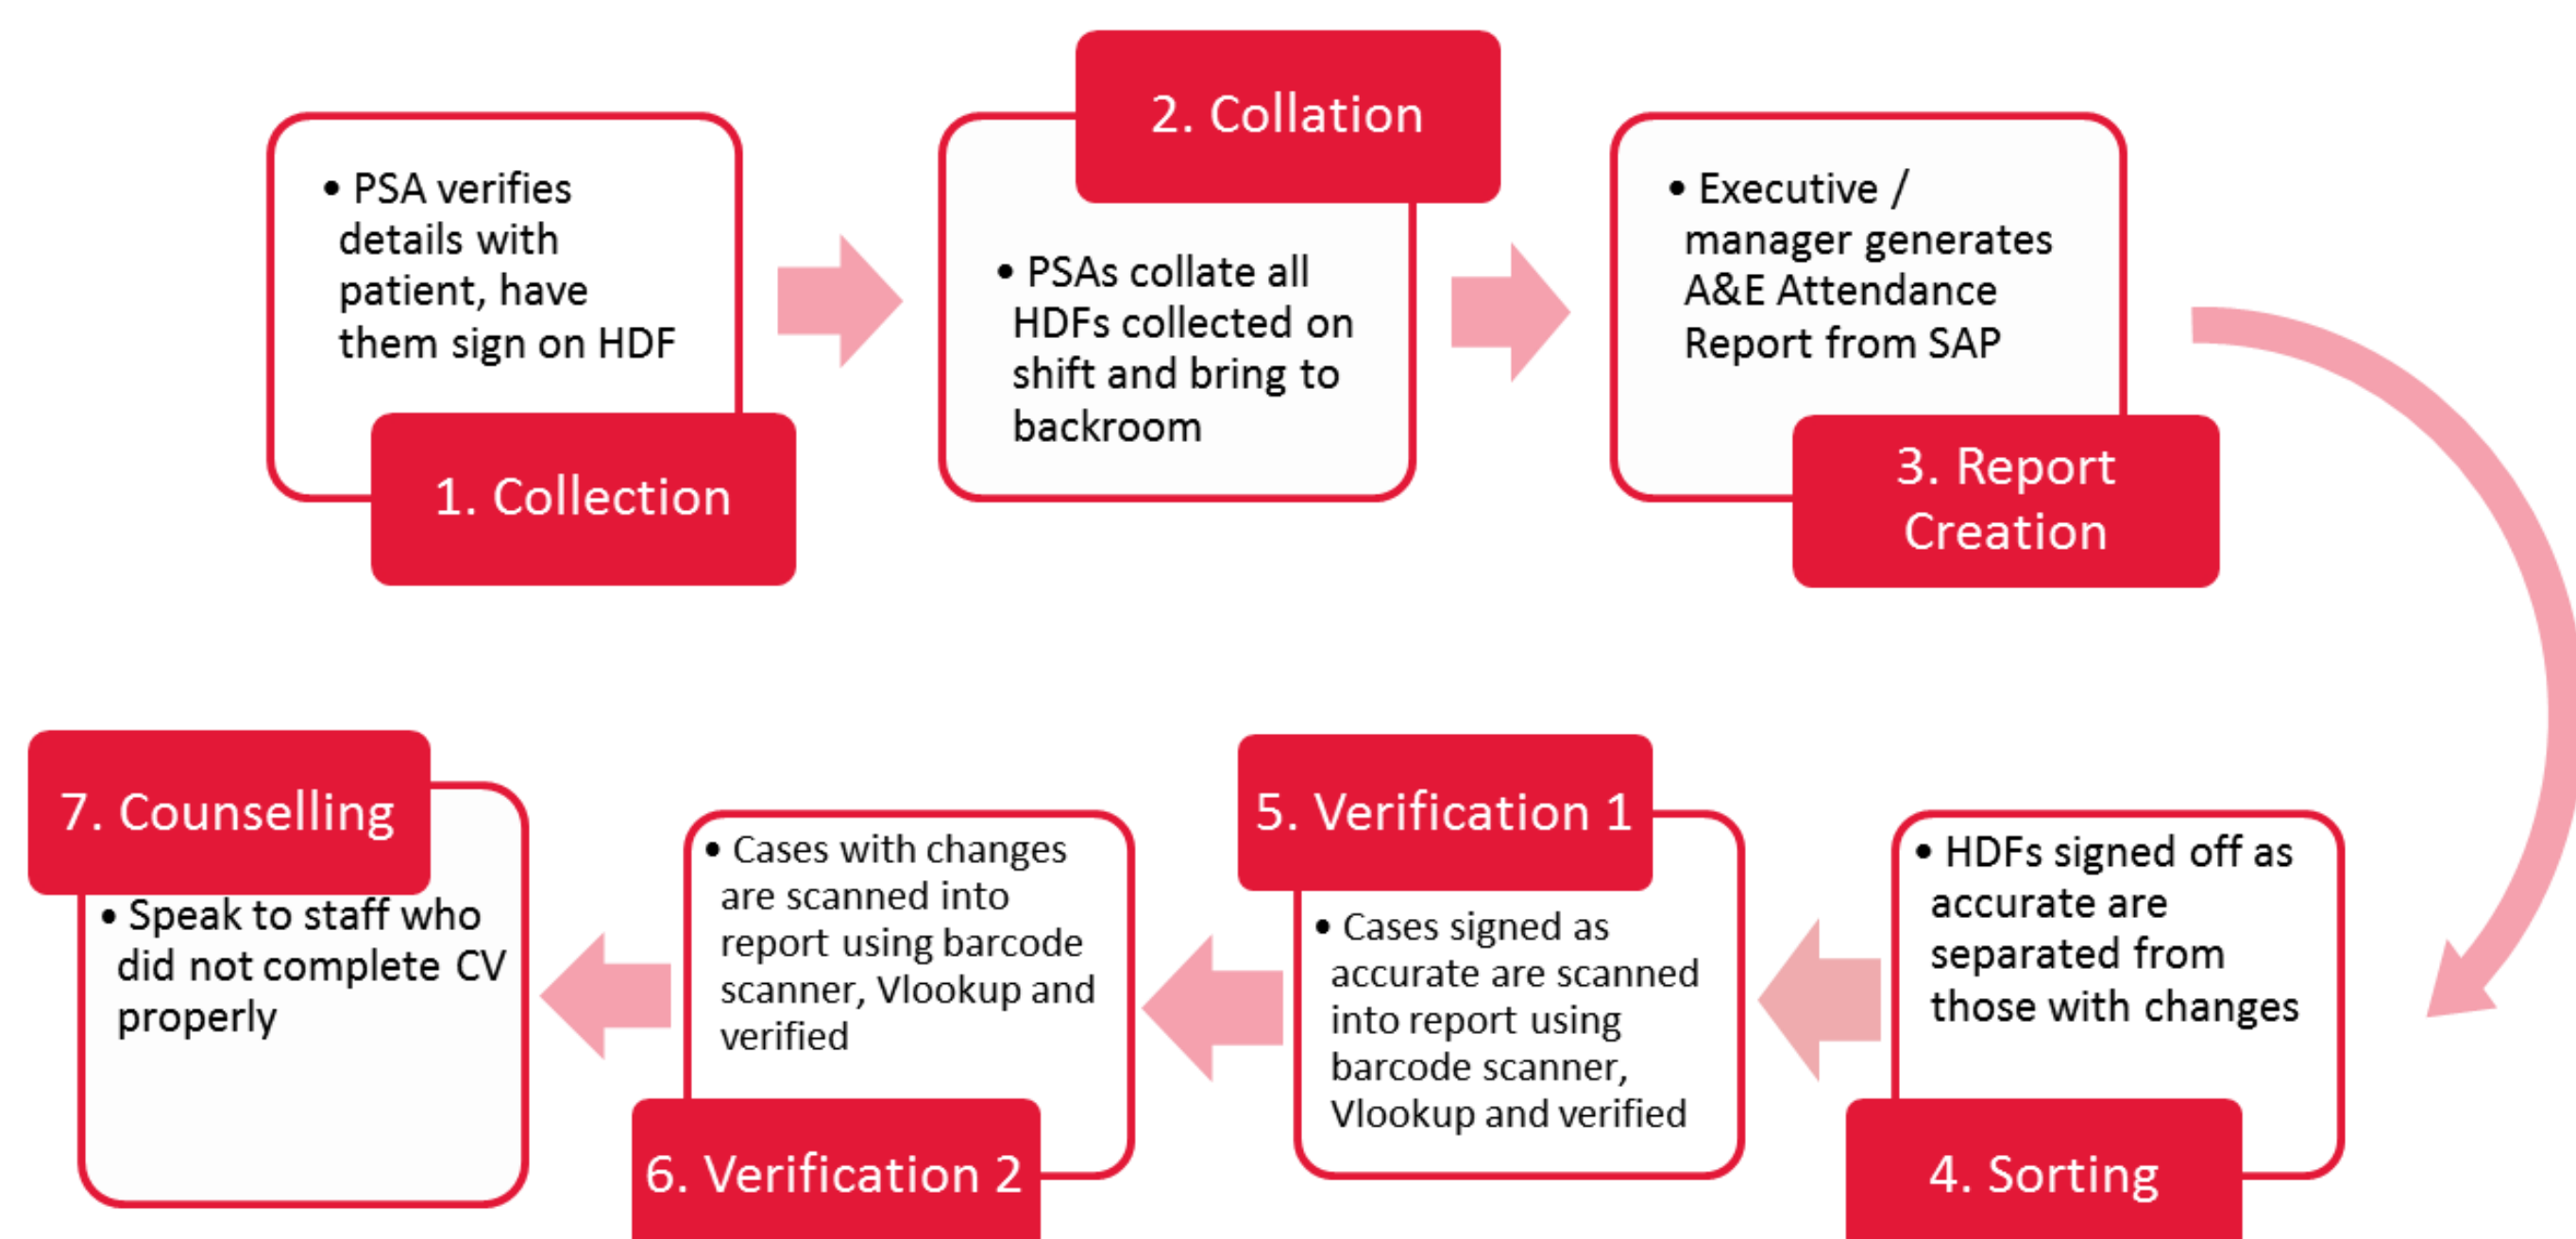 • PSA verifies
details with
patient, have
them sign on HDF
1. Collection
2. Collation
• PSAs collate all
HDFs collected on
shift and bring to
backroom
• Executive /
manager generates
A&E Attendance
Report from SAP
3. Report
Creation
• HDFs signed off as
accurate are
separated from
those with changes
4. Sorting
5. Verification 1
• Cases signed as
accurate are scanned
into report using
barcode scanner,
Vlookup and verified
• Cases with changes
are scanned into
report using barcode
scanner, Vlookup and
verified
6. Verification 2
7. Counselling
• Speak to staff who
did not complete CV
properly